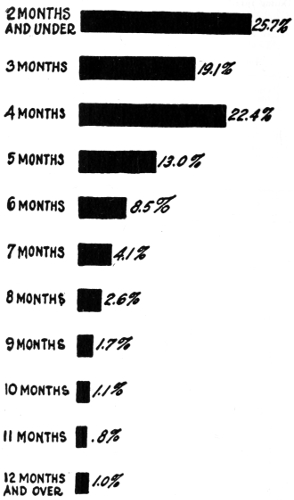 2 MONTHS
AND UNDER 25.7%
3 MONTHS 19.1%
4 MONTHS 22.4%
5 MONTHS 13.0%
6 MONTHS 8.5%
7 MONTHS 4.1%
8 MONTHS 2.6%
9 MONTHS 1.7%
10 MONTHS 1.1%
11 MONTHS .8%
12 MONTHS
AND OVER 1.0%